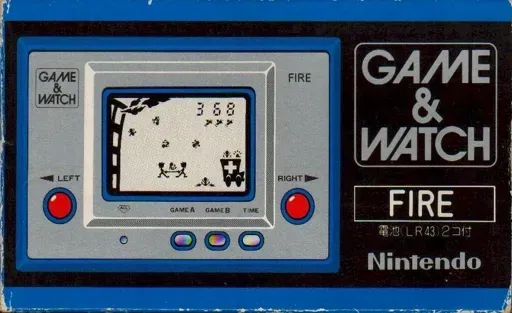 GAME
& WATCH
FIRE
368
◄ LEFT
RIGHT ►
GAME A GAME B TIME
GAME
&
WATCH
FIRE
電池(LR43)2コ付
Nintendo